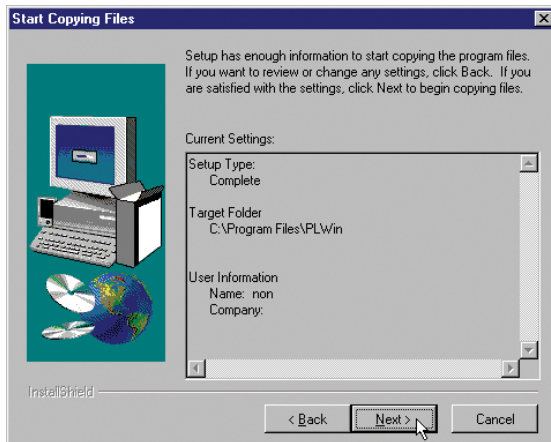 Start Copying Files
Setup has enough information to start copying the program files.
If you want to review or change any settings, click Back. If you
are satisfied with the settings, click Next to begin copying files.
Current Settings:
Setup Type:
Complete
Target Folder
C:\Program Files\PLWin
User Information
Name: non
Company:
InstallShield
< Back
Next >
Cancel